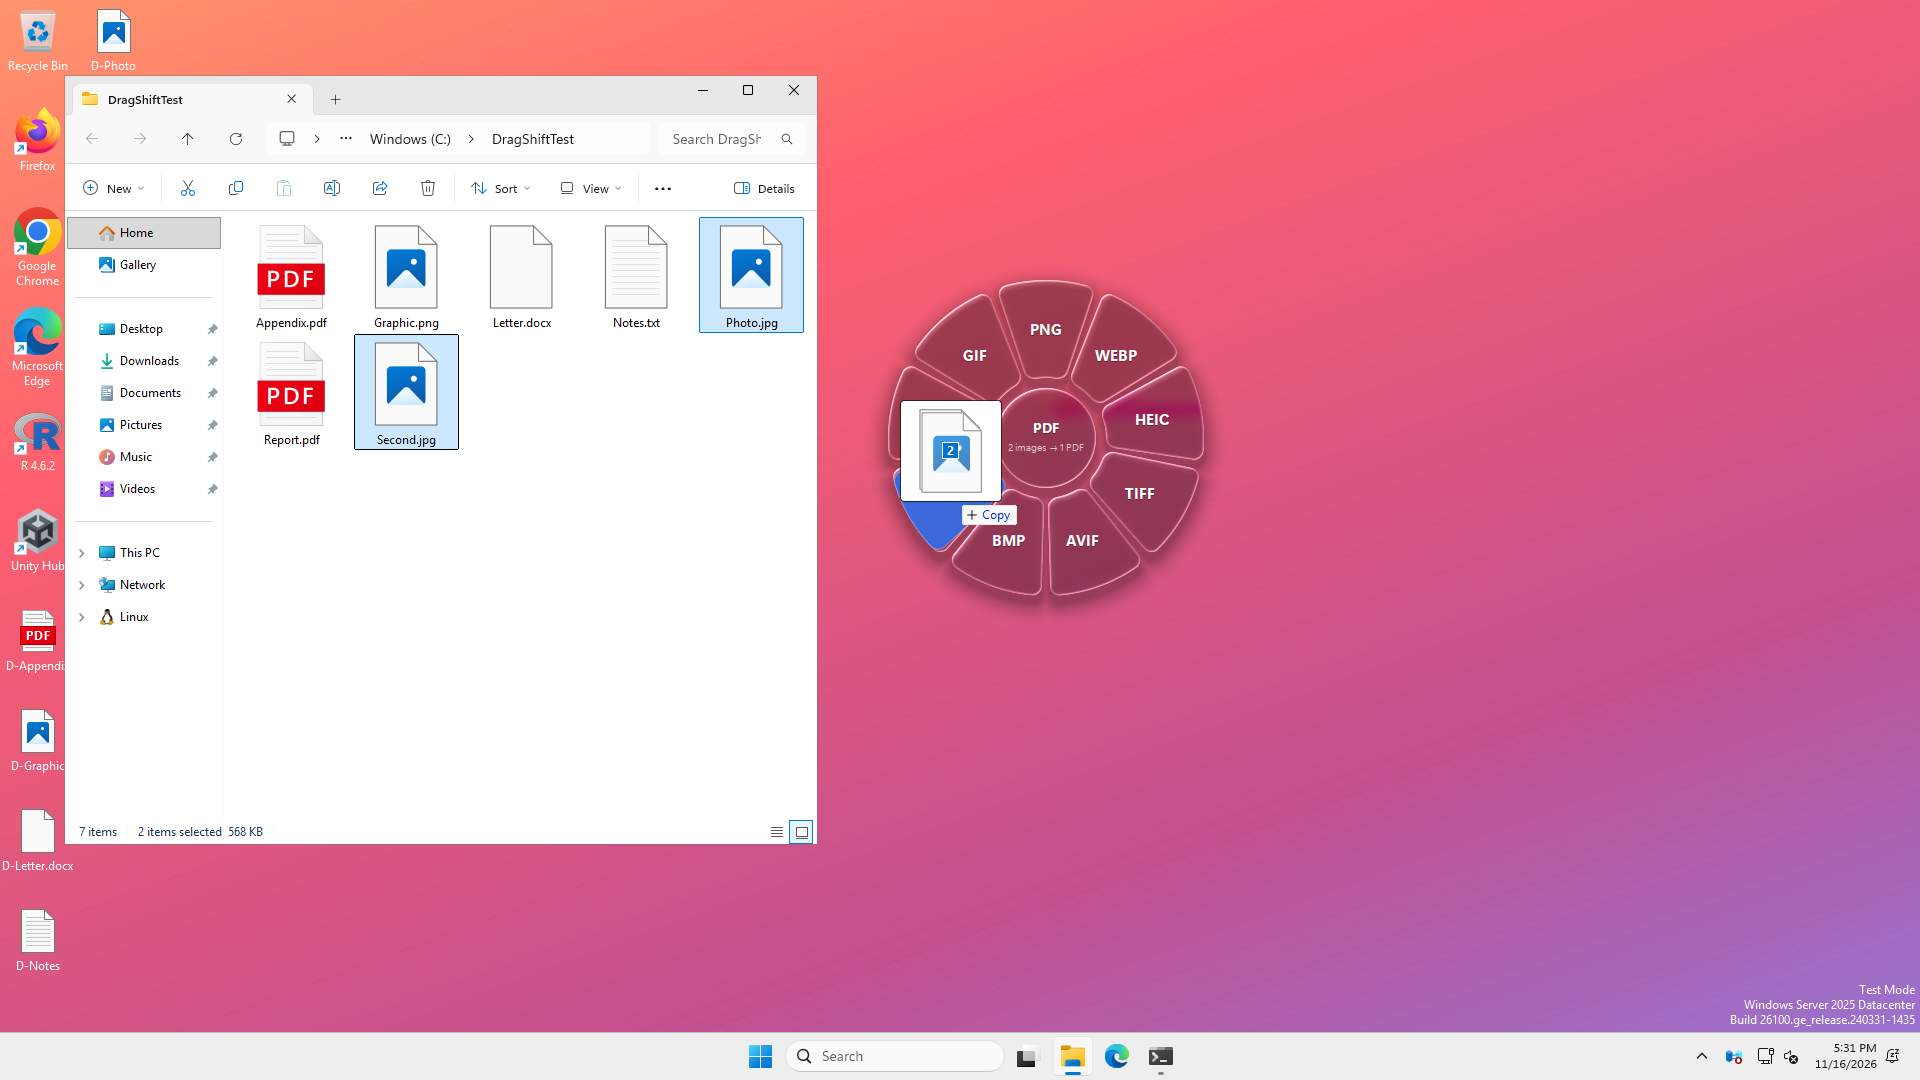 Recycle Bin
D-Photo
Firefox
Google
Chrome
Microsoft
Edge
R 4.6.2
Unity Hub
PDF
D-Appendi
D-Graphic
D-Letter.docx
D-Notes
DragShiftTest
Windows (C:)
DragShiftTest
Search DragSh
New
Sort
View
Details
Home
Gallery
Desktop
Downloads
Documents
Pictures
Music
Videos
This PC
Network
Linux
PDF
Appendix.pdf
Graphic.png
Letter.docx
Notes.txt
Photo.jpg
PDF
Report.pdf
Second.jpg
7 items
2 items selected 568 KB
PNG
GIF
WEBP
HEIC
PDF
2 images → 1 PDF
TIFF
AVIF
BMP
2
+ Copy
Test Mode
Windows Server 2025 Datacenter
Build 26100.ge_release.240331-1435
Search
5:31 PM
11/16/2026